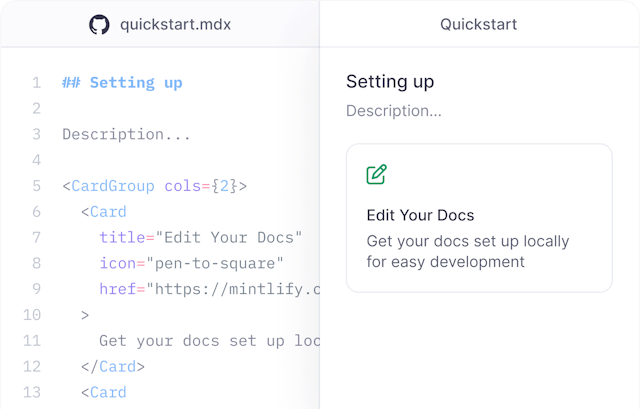 quickstart.mdx
1 ## Setting up
2
3 Description...
4
5 <CardGroup cols={2}>
6 <Card
7 title="Edit Your Docs"
8 icon="pen-to-square"
9 href="https://mintlify.c
10 >
11 Get your docs set up loc
12 </Card>
13 <Card
Quickstart
Setting up
Description...
Edit Your Docs
Get your docs set up locally
for easy development